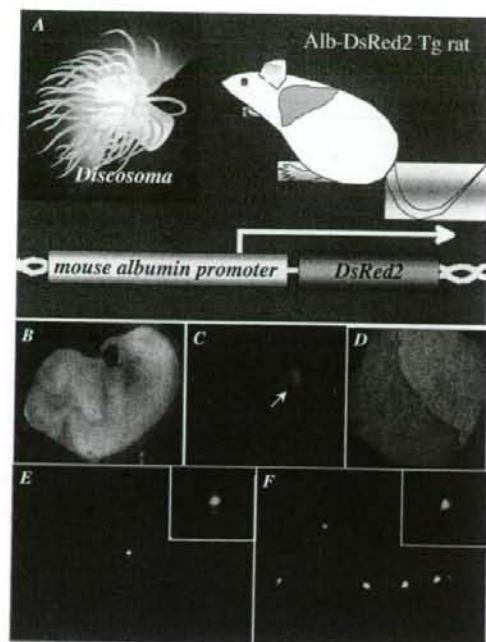 A
Alb-DsRed2 Tg rat
Discosoma
mouse albumin promoter
DsRed2
B
C
D
E
F